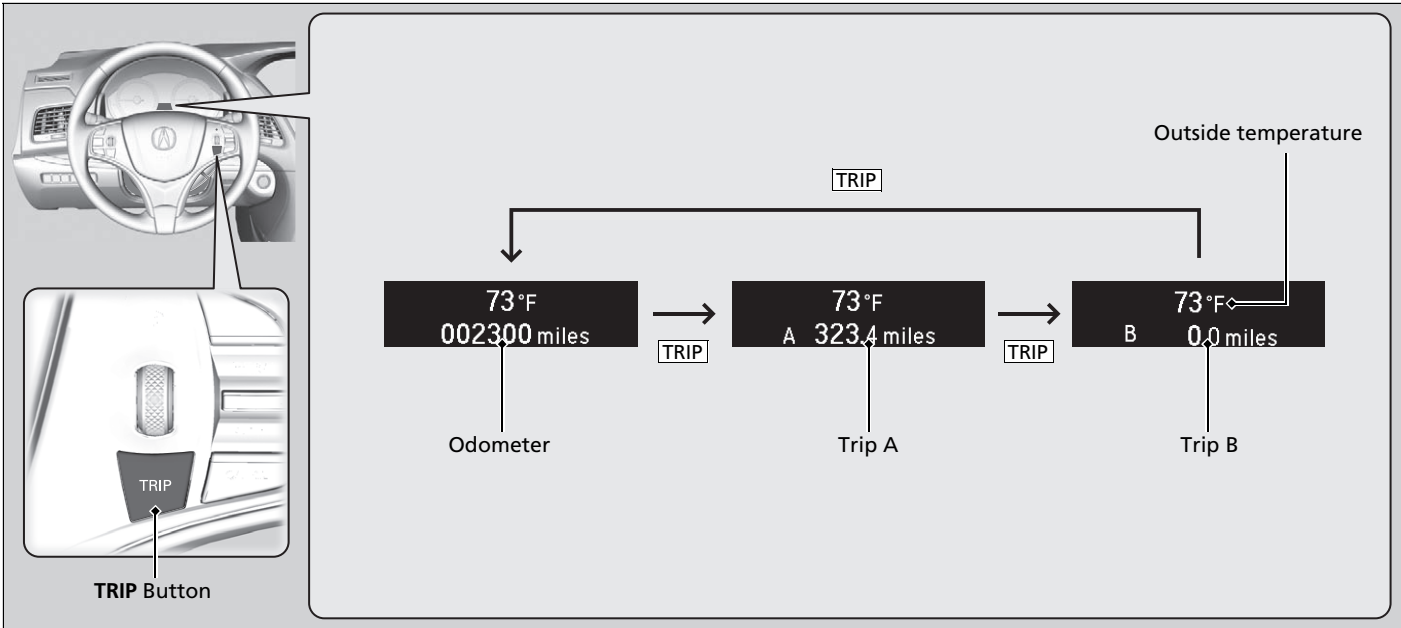 Outside temperature
TRIP
73°F
002300 miles
TRIP
73°F
A 323.4 miles
TRIP
73°F
B 0.0 miles
Odometer
Trip A
Trip B
TRIP
TRIP Button